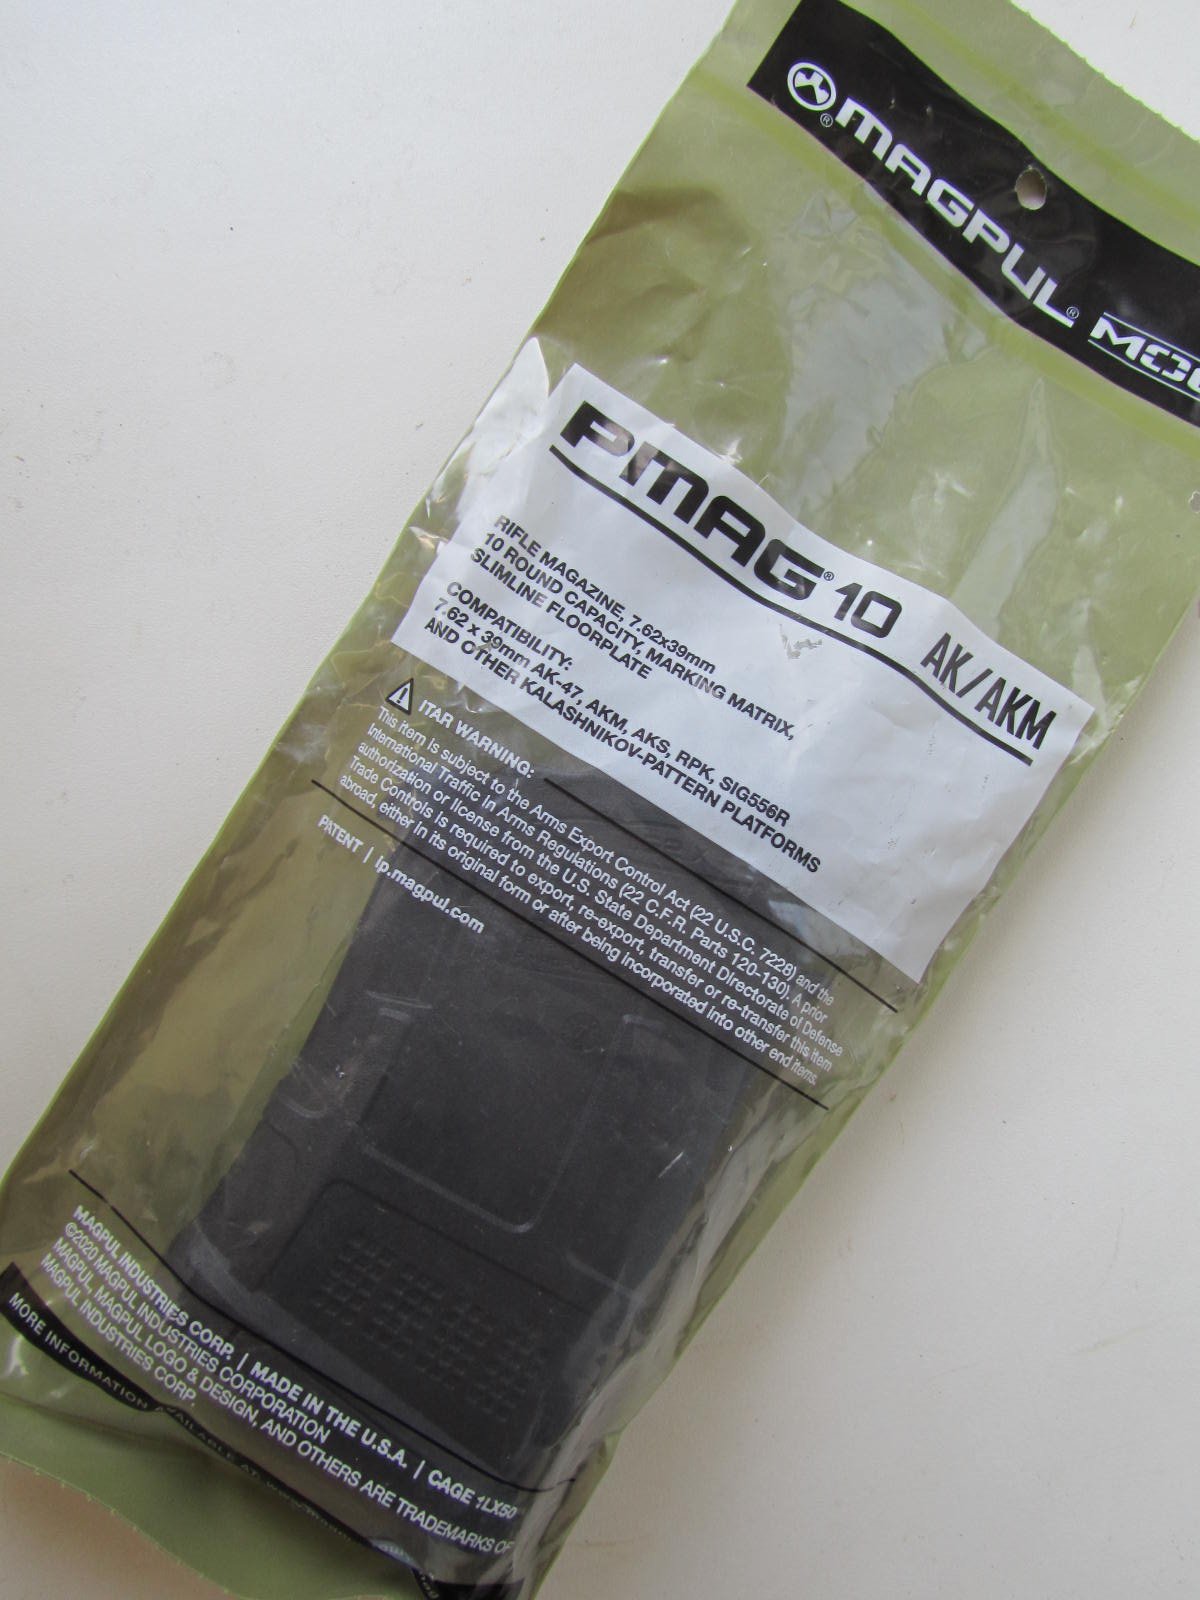 MAGPUL®
PMAG® 10 AK/AKM
RIFLE MAGAZINE, 7.62x39mm
10 ROUND CAPACITY, MARKING MATRIX,
SLIMLINE FLOORPLATE
COMPATIBILITY:
7.62 x 39mm AK-47, AKM, AKS, RPK, SIG556R
AND OTHER KALASHNIKOV-PATTERN PLATFORMS
ITAR WARNING:
This item is subject to the Arms Export Control Act (22 U.S.C. 7228) and the
International Traffic in Arms Regulations (22 C.F.R. Parts 120-130). A prior
authorization or license from the U.S. State Department Directorate of Defense
Trade Controls is required to export, re-export, transfer or re-transfer this item
abroad, either in its original form or after being incorporated into other end items.
PATENT | ip.magpul.com
MAGPUL INDUSTRIES CORP. | MADE IN THE U.S.A. | CAGE 1LX50
©2020 MAGPUL INDUSTRIES CORPORATION
MAGPUL, MAGPUL LOGO & DESIGN, AND OTHERS ARE TRADEMARKS OF
MAGPUL INDUSTRIES CORP.
MORE INFORMATION AVAILABLE AT: